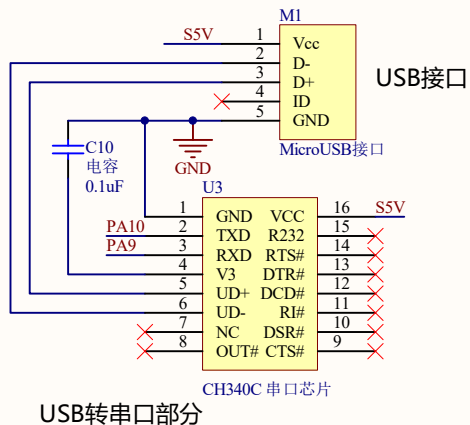 M1
S5V 1 Vcc
2 D-
3 D+
4 ID
5 GND
USB接口
MicroUSB接口
C10
电容
0.1uF
GND
U3
1 GND VCC 16 S5V
PA10 2 TXD R232 15
PA9 3 RXD RTS# 14
4 V3 DTR# 13
5 UD+ DCD# 12
6 UD- RI# 11
7 NC DSR# 10
8 OUT# CTS# 9
CH340C 串口芯片
USB转串口部分